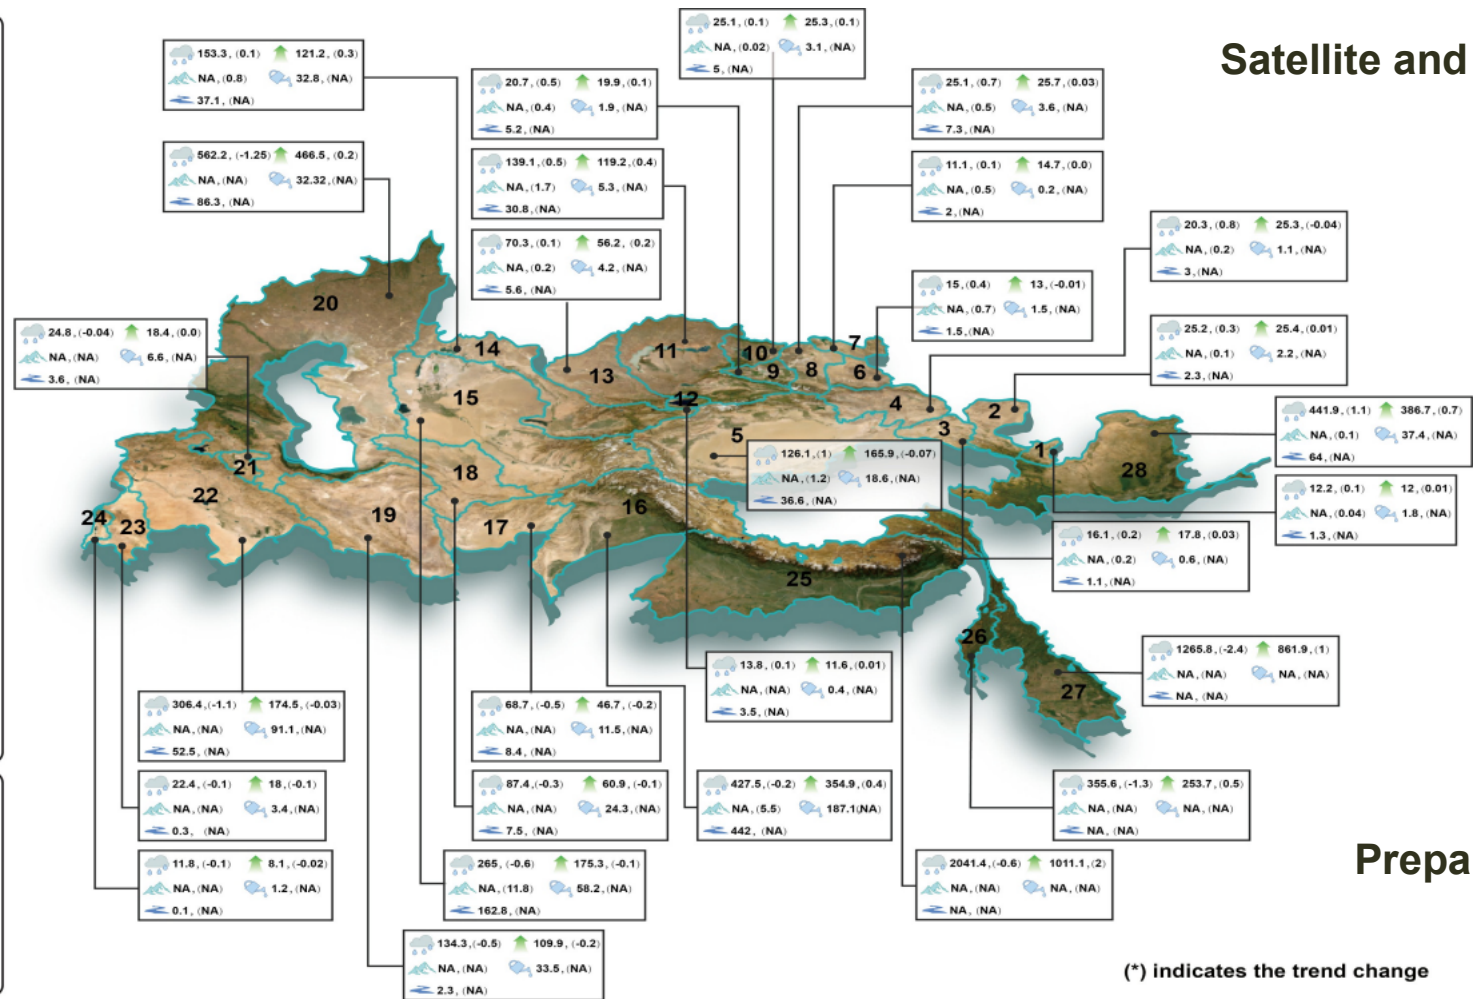 Satellite and
25.1, (0.1) 25.3, (0.1)
NA, (0.02) 3.1, (NA)
5, (NA)
153.3, (0.1) 121.2, (0.3)
NA, (0.8) 32.8, (NA)
37.1, (NA)
20.7, (0.5) 19.9, (0.1)
NA, (0.4) 1.9, (NA)
5.2, (NA)
25.1, (0.7) 25.7, (0.03)
NA, (0.5) 3.6, (NA)
7.3, (NA)
562.2, (-1.25) 466.5, (0.2)
NA, (NA) 32.32, (NA)
86.3, (NA)
139.1, (0.5) 119.2, (0.4)
NA, (1.7) 5.3, (NA)
30.8, (NA)
11.1, (0.1) 14.7, (0.0)
NA, (0.5) 0.2, (NA)
2, (NA)
70.3, (0.1) 56.2, (0.2)
NA, (0.2) 4.2, (NA)
5.6, (NA)
20.3, (0.8) 25.3, (-0.04)
NA, (0.2) 1.1, (NA)
3, (NA)
15, (0.4) 13, (-0.01)
NA, (0.7) 1.5, (NA)
1.5, (NA)
24.8, (-0.04) 18.4, (0.0)
NA, (NA) 6.6, (NA)
3.6, (NA)
25.2, (0.3) 25.4, (0.01)
NA, (0.1) 2.2, (NA)
2.3, (NA)
20
14
13
11
10
9
8
7
6
15
12
4
2
3
5
1
28
21
22
18
19
17
16
24
23
25
26
27
441.9, (1.1) 386.7, (0.7)
NA, (0.1) 37.4, (NA)
64, (NA)
126.1, (1) 165.9, (-0.07)
NA, (1.2) 18.6, (NA)
36.6, (NA)
12.2, (0.1) 12, (0.01)
NA, (0.04) 1.8, (NA)
1.3, (NA)
16.1, (0.2) 17.8, (0.03)
NA, (0.2) 0.6, (NA)
1.1, (NA)
1265.8, (-2.4) 861.9, (1)
NA, (NA) NA, (NA)
NA, (NA)
13.8, (0.1) 11.6, (0.01)
NA, (NA) 0.4, (NA)
3.5, (NA)
306.4, (-1.1) 174.5, (-0.03)
NA, (NA) 91.1, (NA)
52.5, (NA)
68.7, (-0.5) 46.7, (-0.2)
NA, (NA) 11.5, (NA)
8.4, (NA)
22.4, (-0.1) 18, (-0.1)
NA, (NA) 3.4, (NA)
0.3, (NA)
87.4, (-0.3) 60.9, (-0.1)
NA, (NA) 24.3, (NA)
7.5, (NA)
427.5, (-0.2) 354.9, (0.4)
NA, (5.5) 187.1(NA)
442, (NA)
355.6, (-1.3) 253.7, (0.5)
NA, (NA) NA, (NA)
NA, (NA)
11.8, (-0.1) 8.1, (-0.02)
NA, (NA) 1.2, (NA)
0.1, (NA)
265, (-0.6) 175.3, (-0.1)
NA, (11.8) 58.2, (NA)
162.8, (NA)
2041.4, (-0.6) 1011.1, (2)
NA, (NA) NA, (NA)
NA, (NA)
Prepa
134.3, (-0.5) 109.9, (-0.2)
NA, (NA) 33.5, (NA)
2.3, (NA)
(*) indicates the trend change